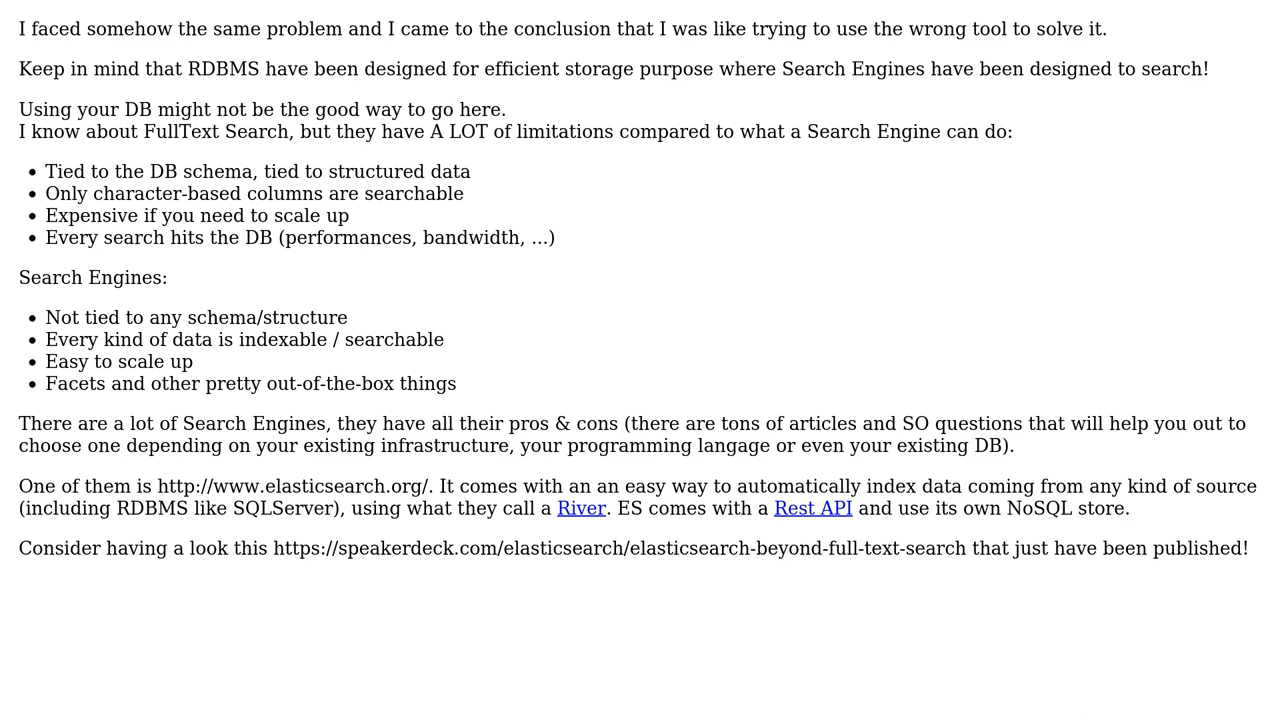 I faced somehow the same problem and I came to the conclusion that I was like trying to use the wrong tool to solve it.
Keep in mind that RDBMS have been designed for efficient storage purpose where Search Engines have been designed to search!
Using your DB might not be the good way to go here.
I know about FullText Search, but they have A LOT of limitations compared to what a Search Engine can do:
• Tied to the DB schema, tied to structured data
• Only character-based columns are searchable
• Expensive if you need to scale up
• Every search hits the DB (performances, bandwidth, ...)
Search Engines:
• Not tied to any schema/structure
• Every kind of data is indexable / searchable
• Easy to scale up
• Facets and other pretty out-of-the-box things
There are a lot of Search Engines, they have all their pros & cons (there are tons of articles and SO questions that will help you out to
choose one depending on your existing infrastructure, your programming langage or even your existing DB).
One of them is http://www.elasticsearch.org/. It comes with an an easy way to automatically index data coming from any kind of source
(including RDBMS like SQLServer), using what they call a River. ES comes with a Rest API and use its own NoSQL store.
Consider having a look this https://speakerdeck.com/elasticsearch/elasticsearch-beyond-full-text-search that just have been published!